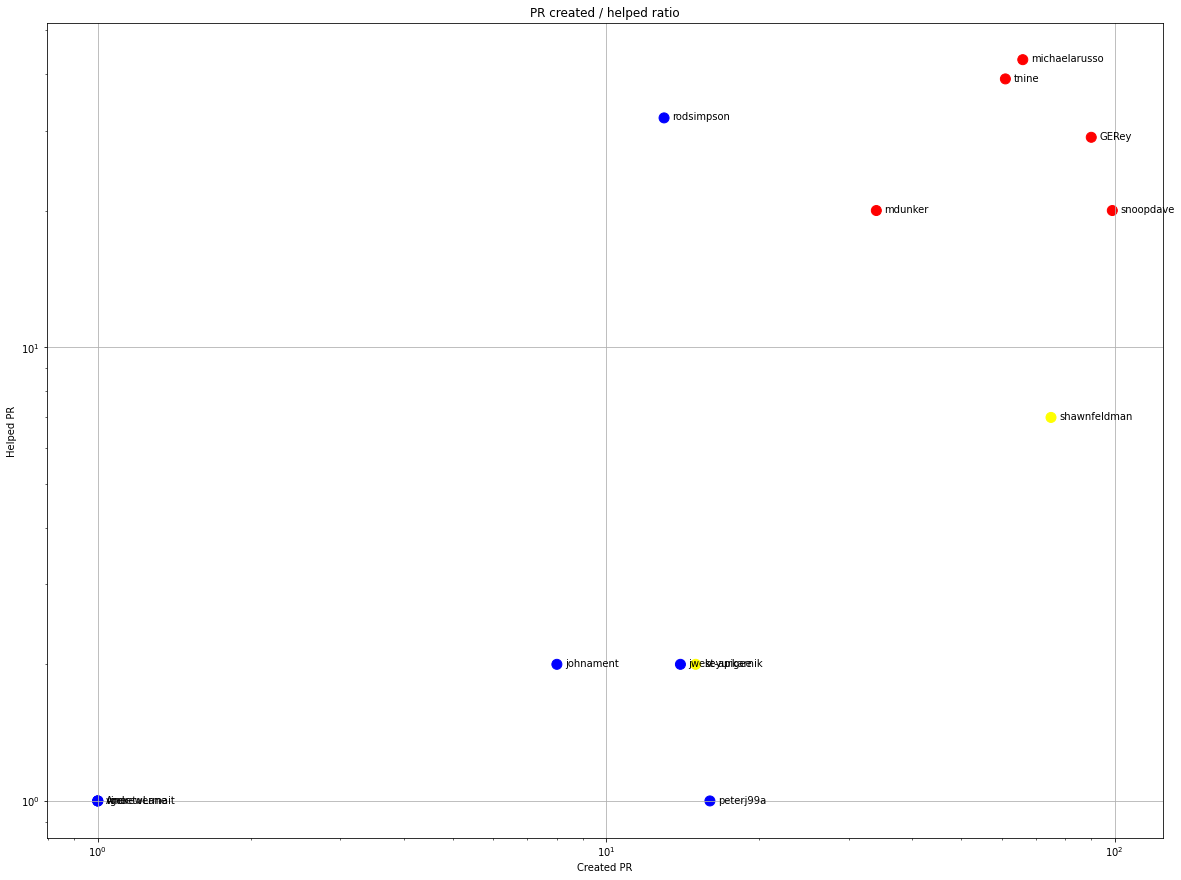 PR created / helped ratio
michaelarusso
tnine
rodsimpson
GERey
mdunker
snoopdave
10¹
Helped PR
shawnfeldman
johnament
10⁰
peterj99a
10⁰
10¹
10²
Created PR